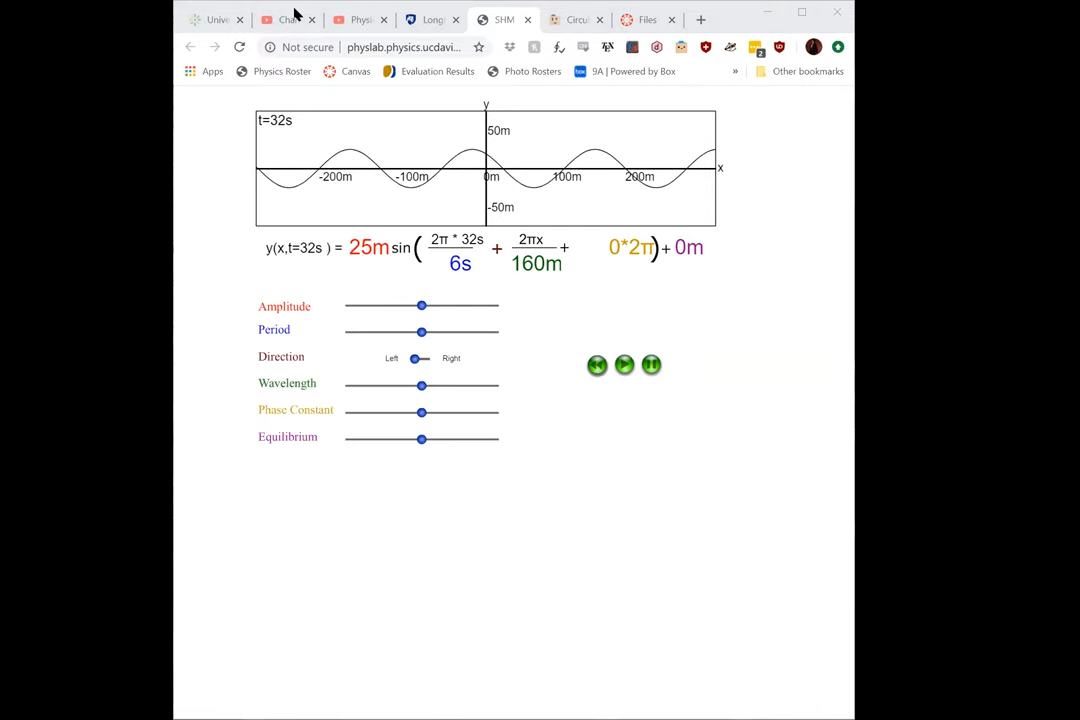 Unive Cha Physi Long SHM Circu Files
Not secure physlab.physics.ucdavi...
Apps Physics Roster Canvas Evaluation Results Photo Rosters 9A | Powered by Box » Other bookmarks
y
t=32s
50m
x
-200m -100m 0m 100m 200m
-50m
y(x,t=32s ) = 25m sin ( 2π * 32s / 6s + 2πx / 160m + 0*2π ) + 0m
Amplitude
Period
Direction Left Right
Wavelength
Phase Constant
Equilibrium